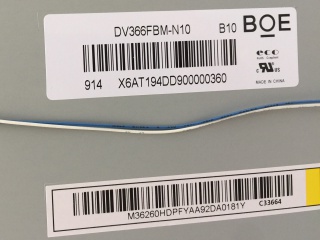 DV366FBM-N10 B10 BOE
eco
914 X6AT194DD900000360
MADE IN CHINA
M36260HDPFYAA92DA0181Y C33664